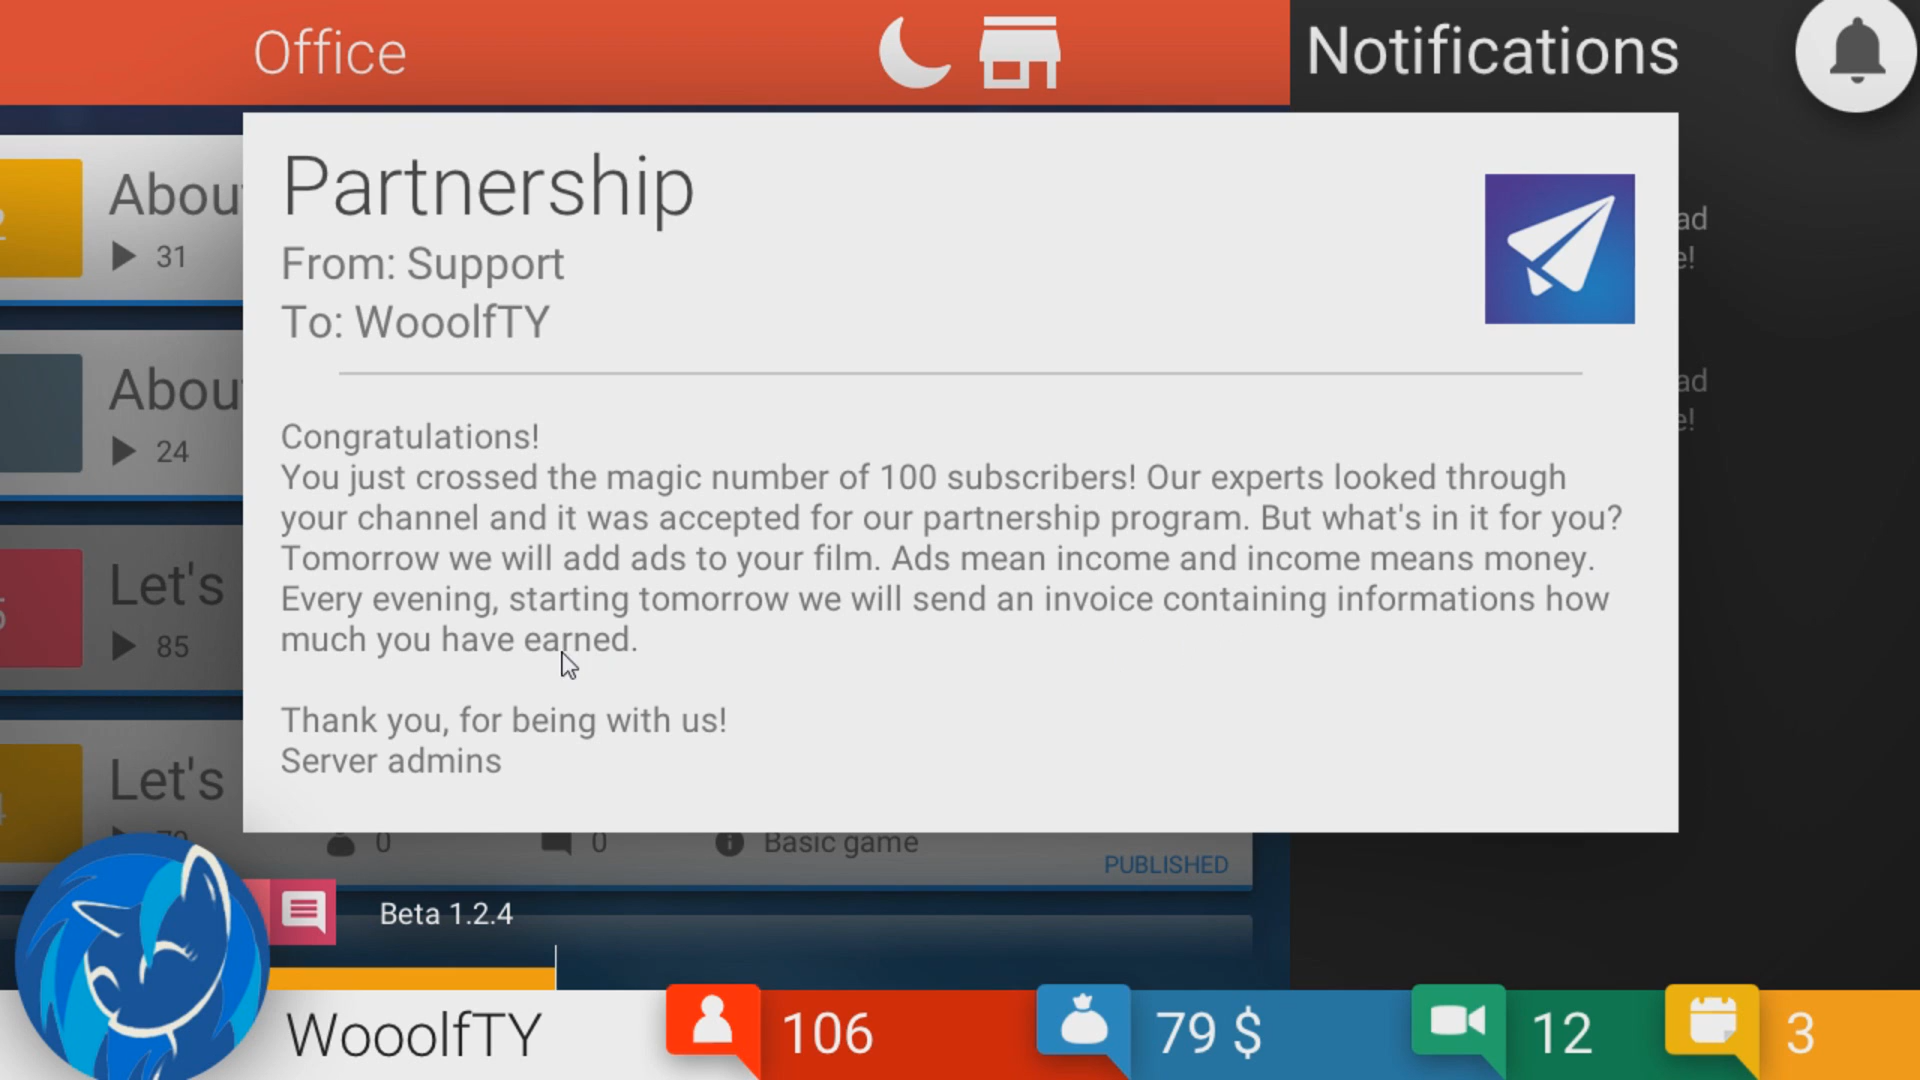 Office
Notifications
Partnership
From: Support
To: WooolfTY
Congratulations!
You just crossed the magic number of 100 subscribers! Our experts looked through
your channel and it was accepted for our partnership program. But what's in it for you?
Tomorrow we will add ads to your film. Ads mean income and income means money.
Every evening, starting tomorrow we will send an invoice containing informations how
much you have earned.
Thank you, for being with us!
Server admins
31
24
Let's
85
Let's
0
0
Basic game
PUBLISHED
Beta 1.2.4
WooolfTY
106
79 $
12
3